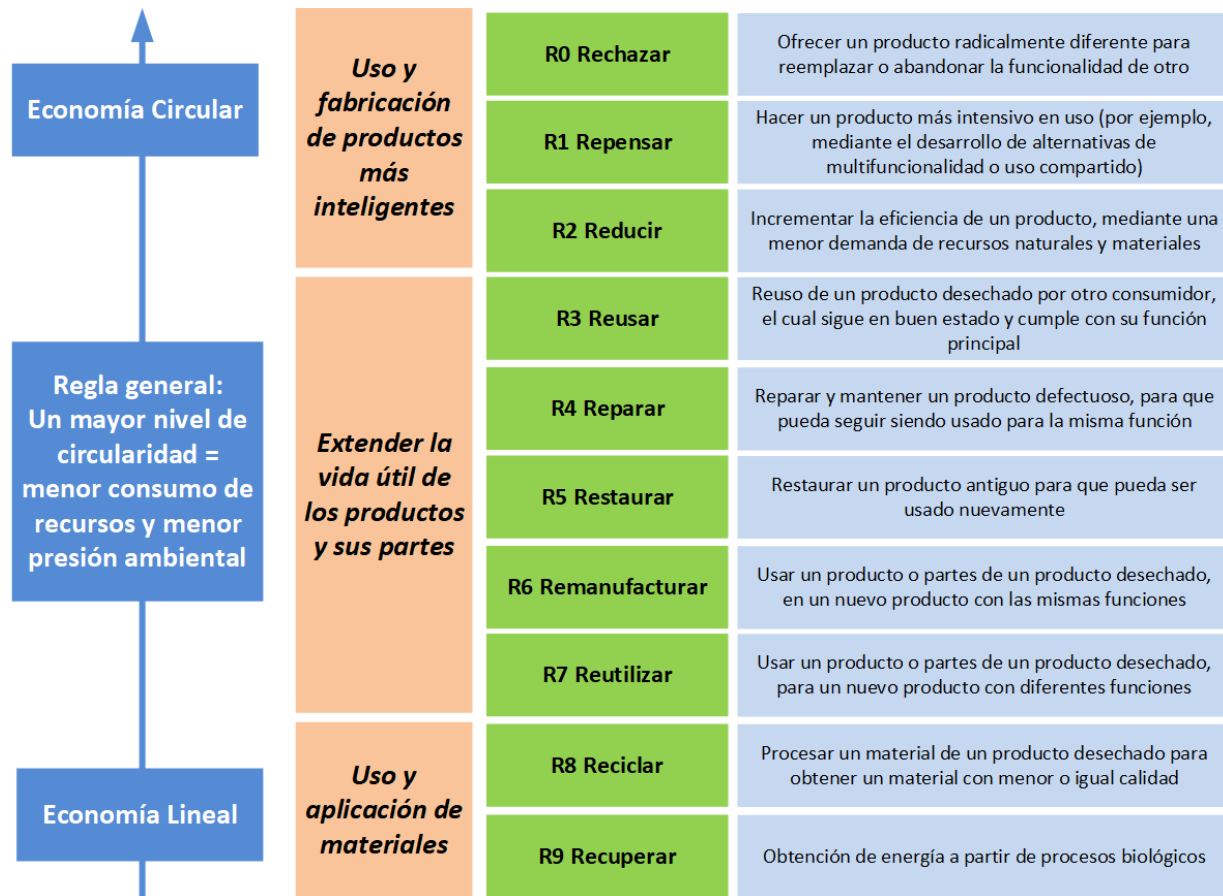 Economía Circular
Regla general:
Un mayor nivel de
circularidad =
menor consumo de
recursos y menor
presión ambiental
Economía Lineal
Uso y
fabricación
de productos
más
inteligentes
R0 Rechazar
Ofrecer un producto radicalmente diferente para
reemplazar o abandonar la funcionalidad de otro
R1 Repensar
Hacer un producto más intensivo en uso (por ejemplo,
mediante el desarrollo de alternativas de
multifuncionalidad o uso compartido)
R2 Reducir
Incrementar la eficiencia de un producto, mediante una
menor demanda de recursos naturales y materiales
Extender la
vida útil de
los productos
y sus partes
R3 Reusar
Reuso de un producto desechado por otro consumidor,
el cual sigue en buen estado y cumple con su función
principal
R4 Reparar
Reparar y mantener un producto defectuoso, para que
pueda seguir siendo usado para la misma función
R5 Restaurar
Restaurar un producto antiguo para que pueda ser
usado nuevamente
R6 Remanufacturar
Usar un producto o partes de un producto desechado,
en un nuevo producto con las mismas funciones
R7 Reutilizar
Usar un producto o partes de un producto desechado,
para un nuevo producto con diferentes funciones
Uso y
aplicación de
materiales
R8 Reciclar
Procesar un material de un producto desechado para
obtener un material con menor o igual calidad
R9 Recuperar
Obtención de energía a partir de procesos biológicos